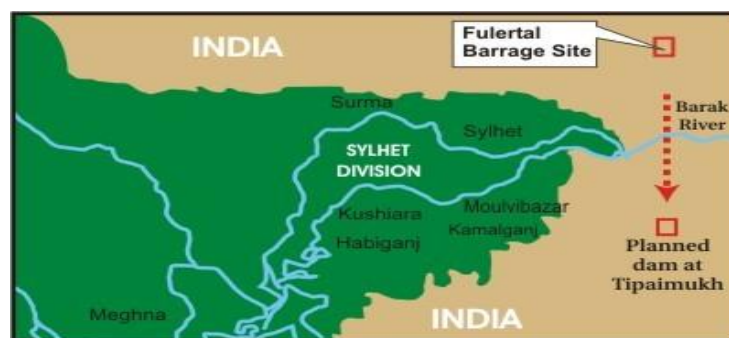 INDIA
Fulertal
Barrage Site
Surma
Sylhet
Barak
River
SYLHET
DIVISION
Kushiara
Moulvibazar
Habiganj
Kamalganj
Planned
dam at
Tipaimukh
Meghna
INDIA